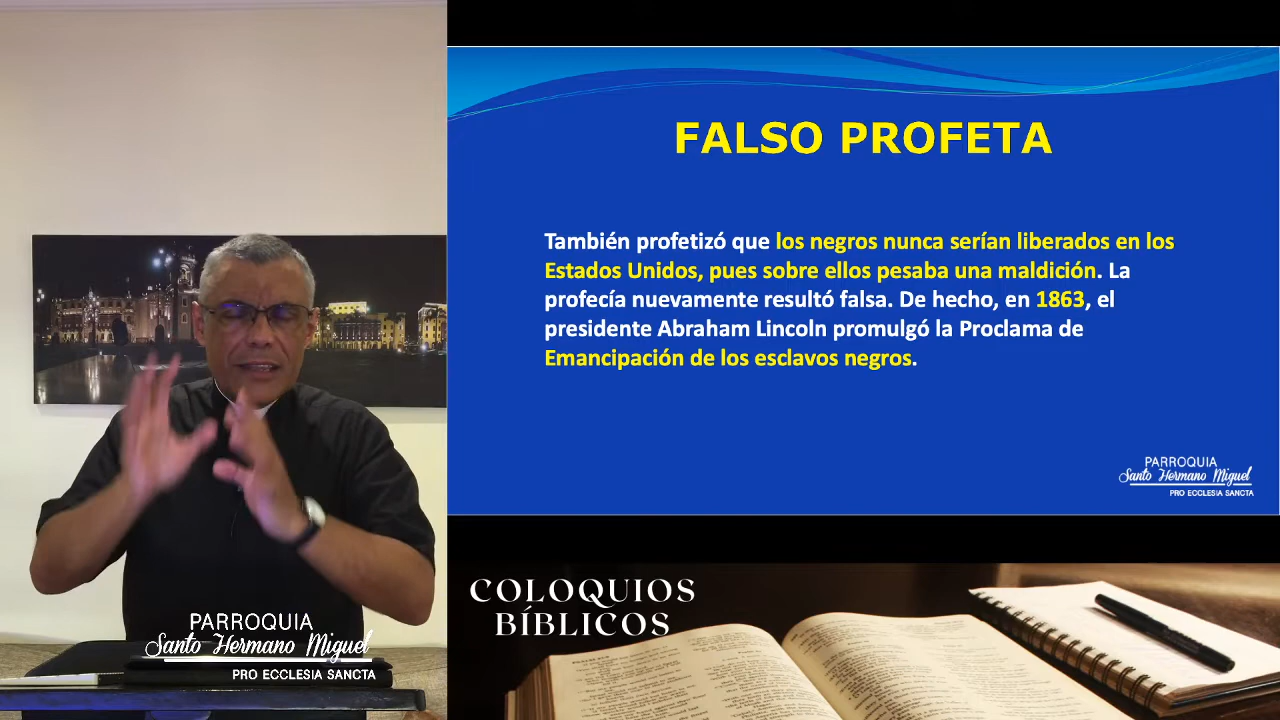 FALSO PROFETA
También profetizó que los negros nunca serían liberados en los
Estados Unidos, pues sobre ellos pesaba una maldición. La
profecía nuevamente resultó falsa. De hecho, en 1863, el
presidente Abraham Lincoln promulgó la Proclama de
Emancipación de los esclavos negros.
PARROQUIA
Santo Hermano Miguel
PRO ECCLESIA SANCTA
COLOQUIOS
BÍBLICOS
PARROQUIA
Santo Hermano Miguel
PRO ECCLESIA SANCTA